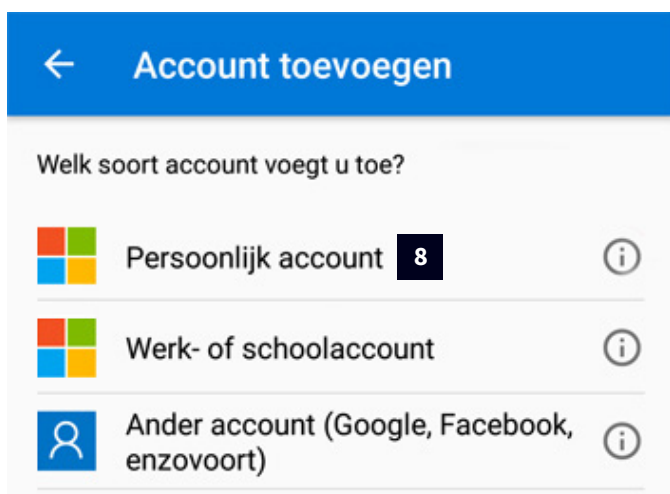 Account toevoegen
Welk soort account voegt u toe?
Persoonlijk account 8
Werk- of schoolaccount
Ander account (Google, Facebook,
enzovoort)